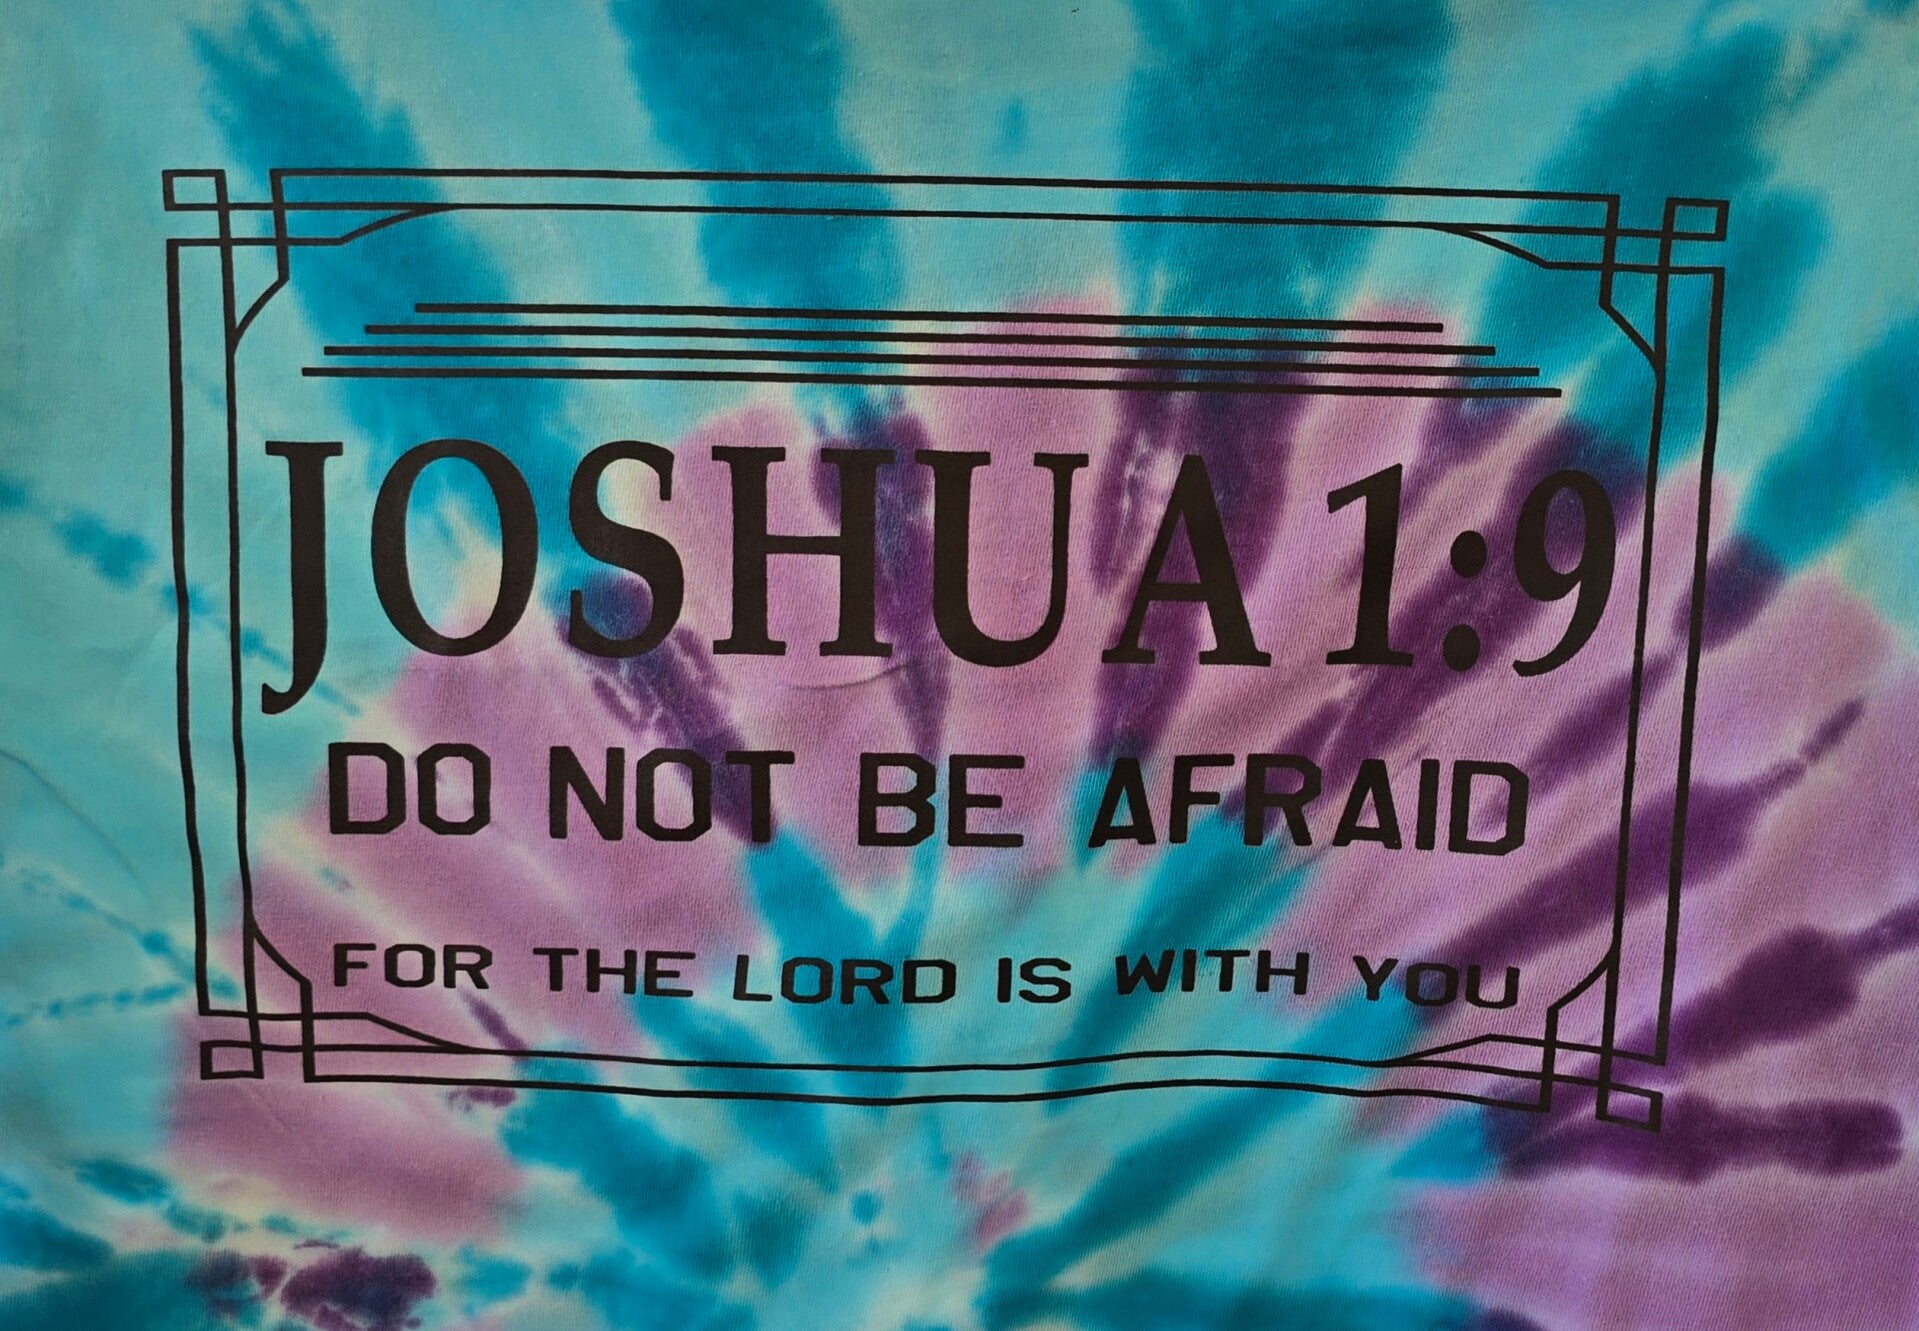 JOSHUA 1:9
DO NOT BE AFRAID
FOR THE LORD IS WITH YOU